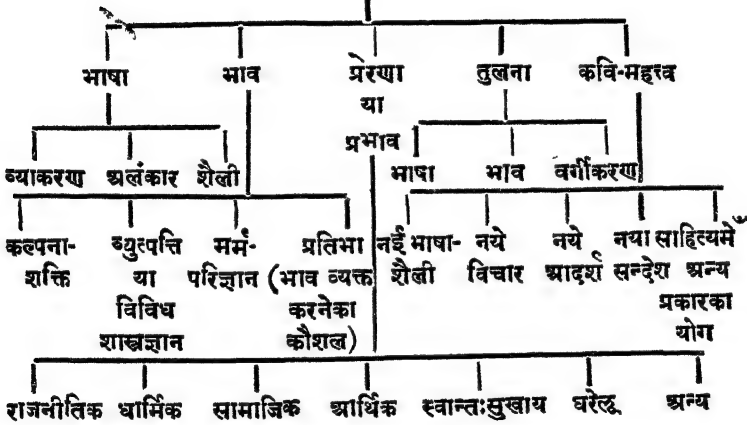 भाषा भाव प्रेरणा तुलना कवि-महत्त्व
या
प्रभाव
व्याकरण अलंकार शैली भाषा भाव वर्गीकरण
कल्पना- व्युत्पत्ति मर्म- प्रतिभा नई भाषा- नये नये नया साहित्यमें
शक्ति या परिज्ञान (भाव व्यक्त शैली विचार आदर्श सन्देश अन्य
विविध करनेका प्रकारका
शास्त्रज्ञान कौशल) योग
राजनीतिक धार्मिक सामाजिक आर्थिक स्वान्तःसुखाय घरेलू अन्य